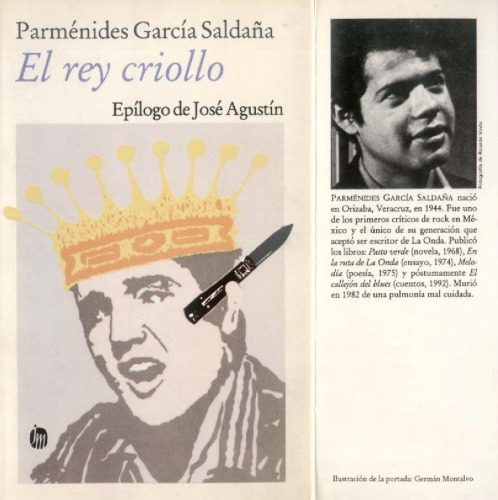 Parménides García Saldaña
El rey criollo
Epílogo de José Agustín
jm
Fotografía de Ricardo Vinós
PARMÉNIDES GARCÍA SALDAÑA nació
en Orizaba, Veracruz, en 1944. Fue uno
de los primeros críticos de rock en Mé-
xico y el único de su generación que
aceptó ser escritor de La Onda. Publicó
los libros: Pasto verde (novela, 1968), En
la ruta de La Onda (ensayo, 1974), Melo-
día (poesía, 1975) y póstumamente El
callejón del blues (cuentos, 1992). Murió
en 1982 de una pulmonía mal cuidada.
Ilustración de la portada: Germán Montalvo